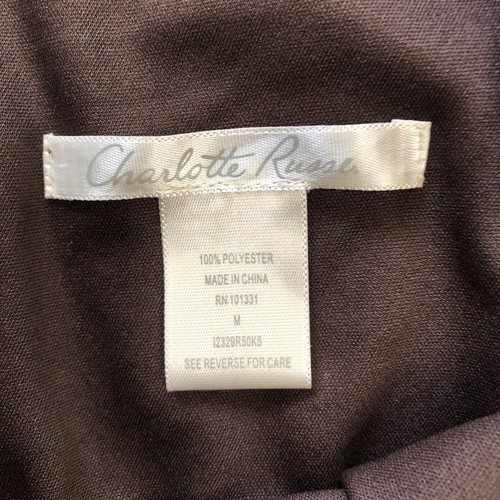 Charlotte Russe.
100% POLYESTER
MADE IN CHINA
RN 101331
M
I2329R50K5
SEE REVERSE FOR CARE